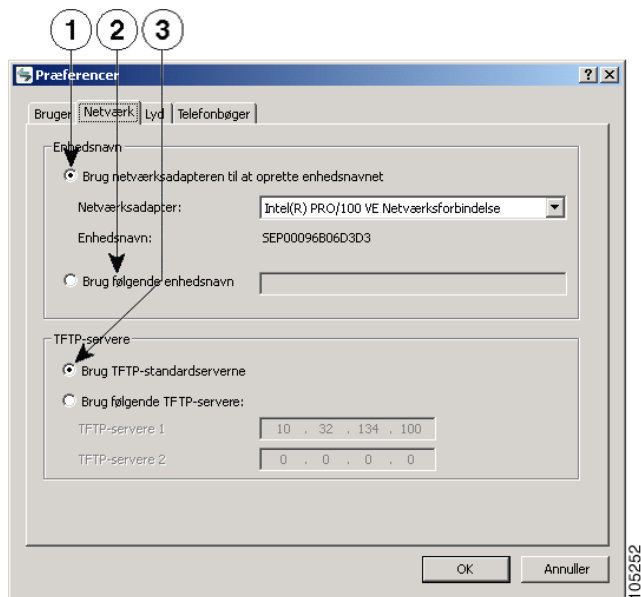 1 2 3
Præferencer
Bruger Netværk Lyd Telefonbøger
Enhedsnavn
Brug netværksadapteren til at oprette enhedsnavnet
Netværksadapter: Intel(R) PRO/100 VE Netværksforbindelse
Enhedsnavn: SEP00096B06D3D3
Brug følgende enhedsnavn
TFTP-servere
Brug TFTP-standardserverne
Brug følgende TFTP-servere:
TFTP-servere 1 10 . 32 . 134 . 100
TFTP-servere 2 0 . 0 . 0 . 0
OK Annuller
105252